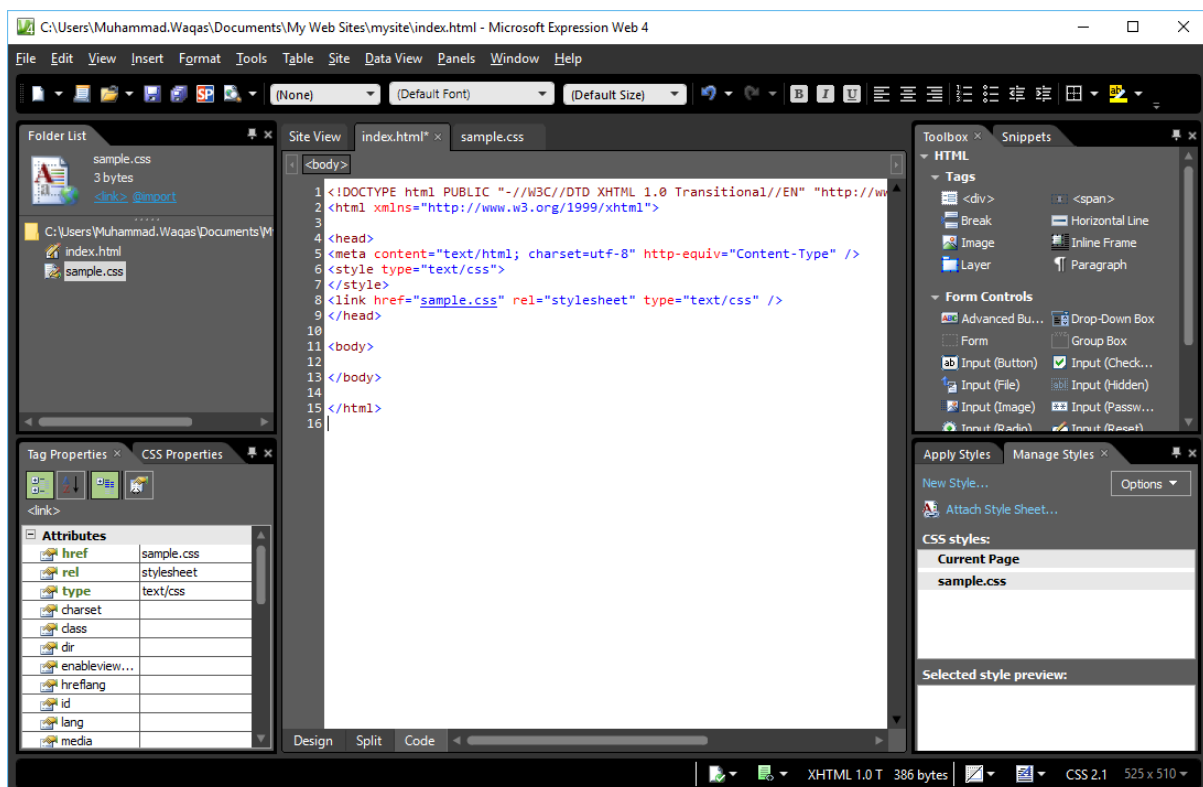 C:\Users\Muhammad.Waqas\Documents\My Web Sites\mysite\index.html - Microsoft Expression Web 4
File Edit View Insert Format Tools Table Site Data View Panels Window Help
(None) (Default Font) (Default Size) B I U
Folder List
sample.css
3 bytes
<link> @import
C:\Users\Muhammad.Waqas\Documents\M
index.html
sample.css
Site View index.html* × sample.css
<body>
1 <!DOCTYPE html PUBLIC "-//W3C//DTD XHTML 1.0 Transitional//EN" "http://ww
2 <html xmlns="http://www.w3.org/1999/xhtml">
3
4 <head>
5 <meta content="text/html; charset=utf-8" http-equiv="Content-Type" />
6 <style type="text/css">
7 </style>
8 <link href="sample.css" rel="stylesheet" type="text/css" />
9 </head>
10
11 <body>
12
13 </body>
14
15 </html>
16
Design Split Code
Toolbox × Snippets
HTML
Tags
<div> <span>
Break Horizontal Line
Image Inline Frame
Layer Paragraph
Form Controls
Advanced Bu... Drop-Down Box
Form Group Box
Input (Button) Input (Check...
Input (File) Input (Hidden)
Input (Image) Input (Passw...
Input (Radio) Input (Reset)
Tag Properties × CSS Properties
<link>
Attributes
href sample.css
rel stylesheet
type text/css
charset
class
dir
enableview...
hreflang
id
lang
media
Apply Styles Manage Styles ×
New Style... Options
Attach Style Sheet...
CSS styles:
Current Page
sample.css
Selected style preview:
XHTML 1.0 T 386 bytes CSS 2.1 525 x 510